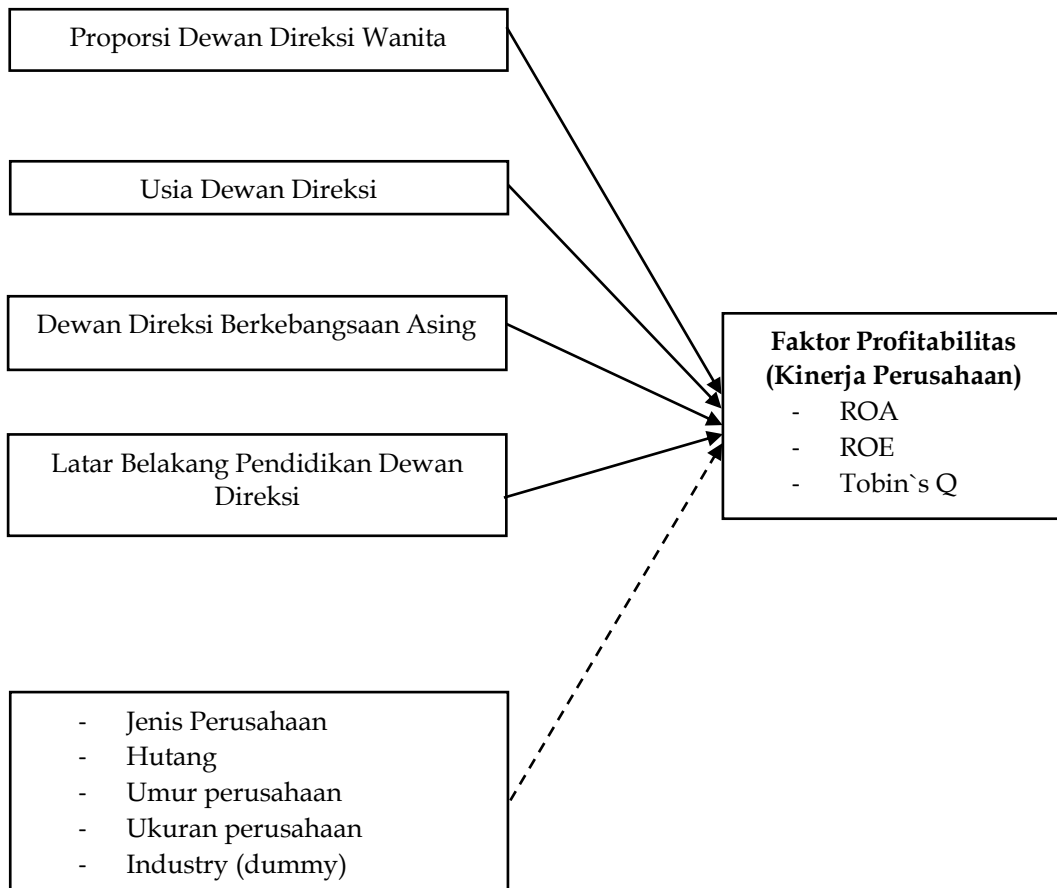 Proporsi Dewan Direksi Wanita
Usia Dewan Direksi
Dewan Direksi Berkebangsaan Asing
Latar Belakang Pendidikan Dewan
Direksi
Faktor Profitabilitas
(Kinerja Perusahaan)
- ROA
- ROE
- Tobin`s Q
- Jenis Perusahaan
- Hutang
- Umur perusahaan
- Ukuran perusahaan
- Industry (dummy)